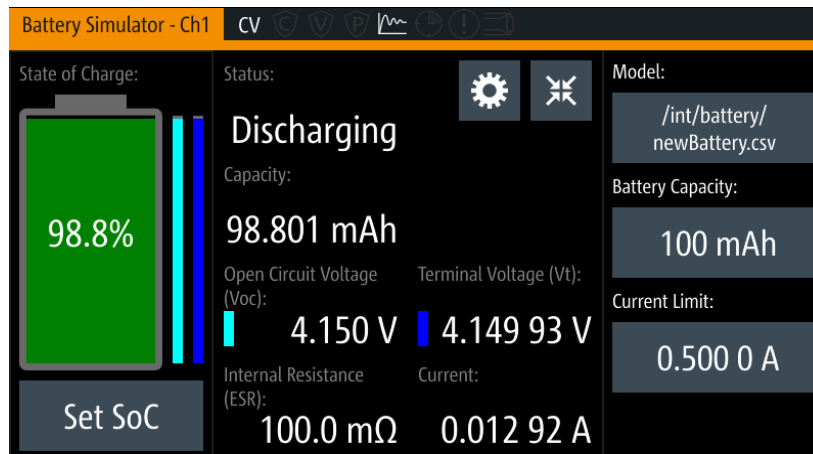 Battery Simulator - Ch1
CV
C
V
P
State of Charge:
98.8%
Set SoC
Status:
Discharging
Capacity:
98.801 mAh
Open Circuit Voltage
(Voc):
4.150 V
Terminal Voltage (Vt):
4.149 93 V
Internal Resistance
(ESR):
100.0 mΩ
Current:
0.012 92 A
Model:
/int/battery/
newBattery.csv
Battery Capacity:
100 mAh
Current Limit:
0.500 0 A